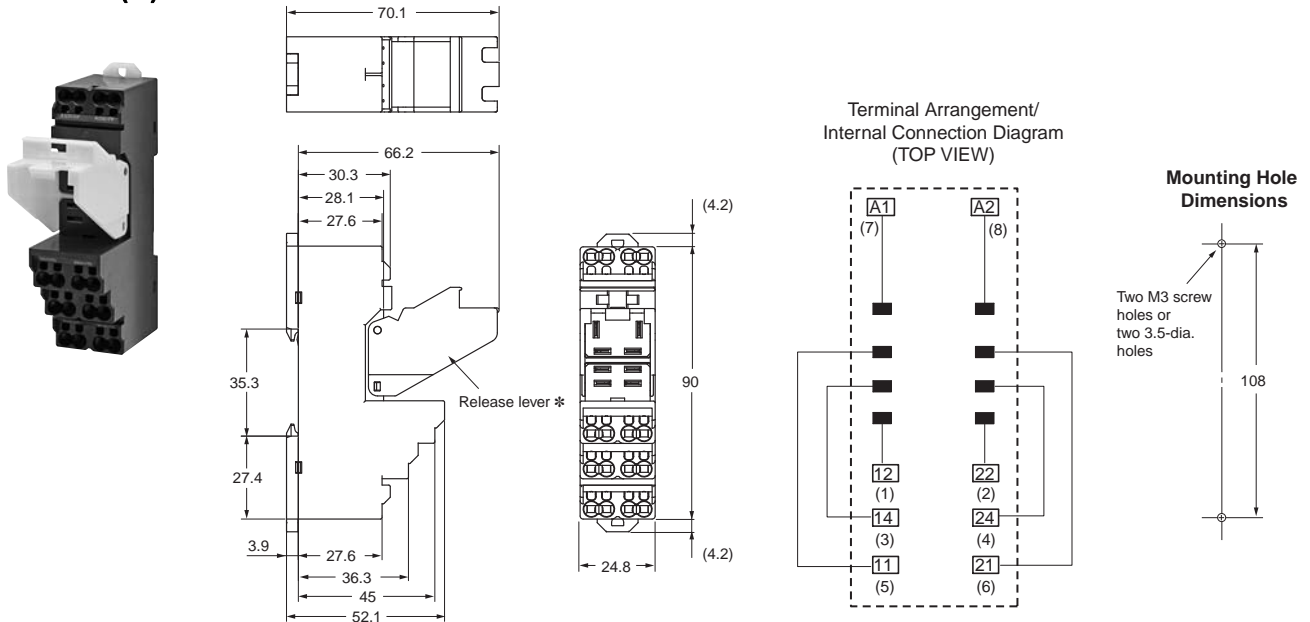 70.1
66.2
30.3
28.1
27.6
35.3
27.4
3.9
27.6
36.3
45
52.1
Release lever *
(4.2)
90
(4.2)
24.8
Terminal Arrangement/
Internal Connection Diagram
(TOP VIEW)
A1 A2
(7) (8)
12 22
(1) (2)
14 24
(3) (4)
11 21
(5) (6)
Mounting Hole
Dimensions
Two M3 screw
holes or
two 3.5-dia.
holes
108